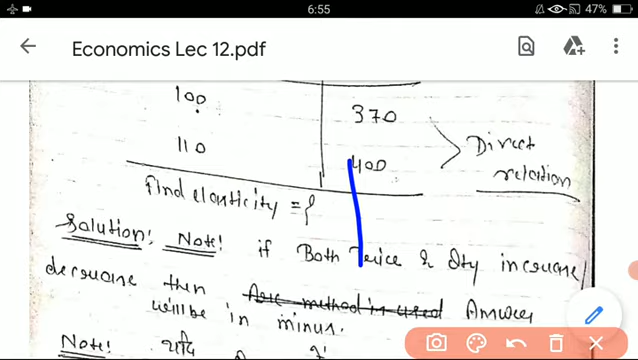 6:55
47%
Economics Lec 12.pdf
100
370
110
400
Direct
relation
Find elasticity = ?
Solution: Note! if Both Price & Qty increase/
decrease then Arc method is used Answer
will be in minus.
Note! यदि